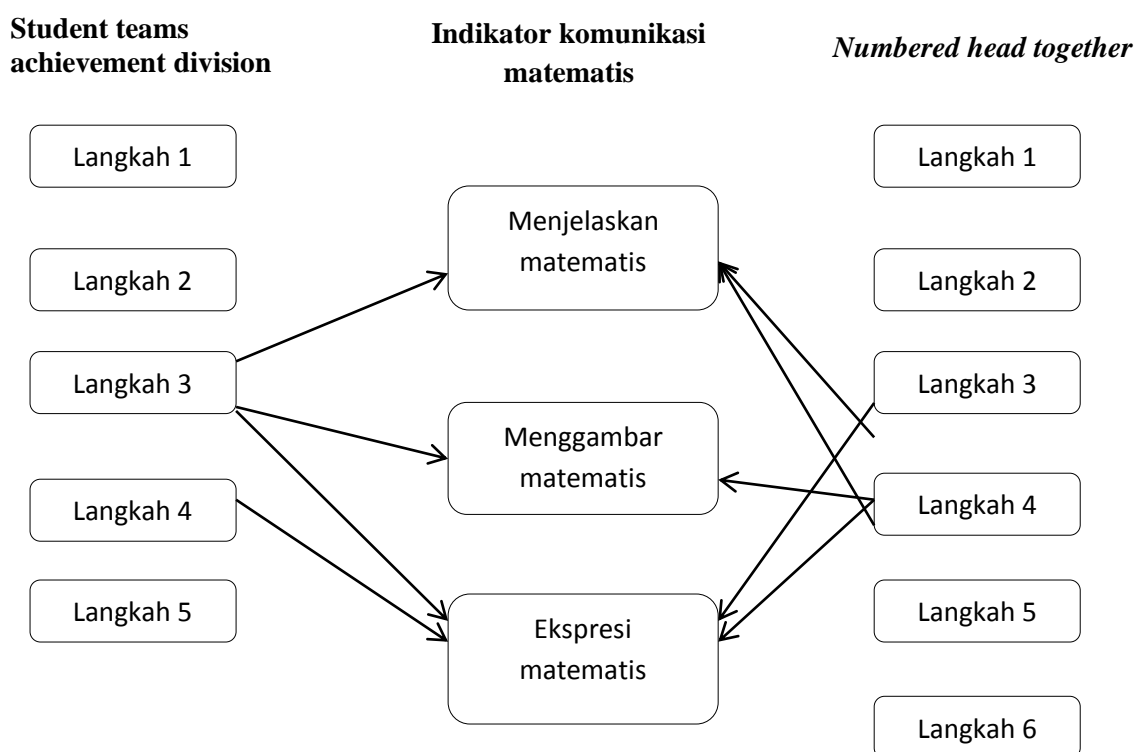 Student teams
achievement division
Indikator komunikasi
matematis
Numbered head together
Langkah 1
Langkah 2
Langkah 3
Langkah 4
Langkah 5
Menjelaskan
matematis
Menggambar
matematis
Ekspresi
matematis
Langkah 1
Langkah 2
Langkah 3
Langkah 4
Langkah 5
Langkah 6